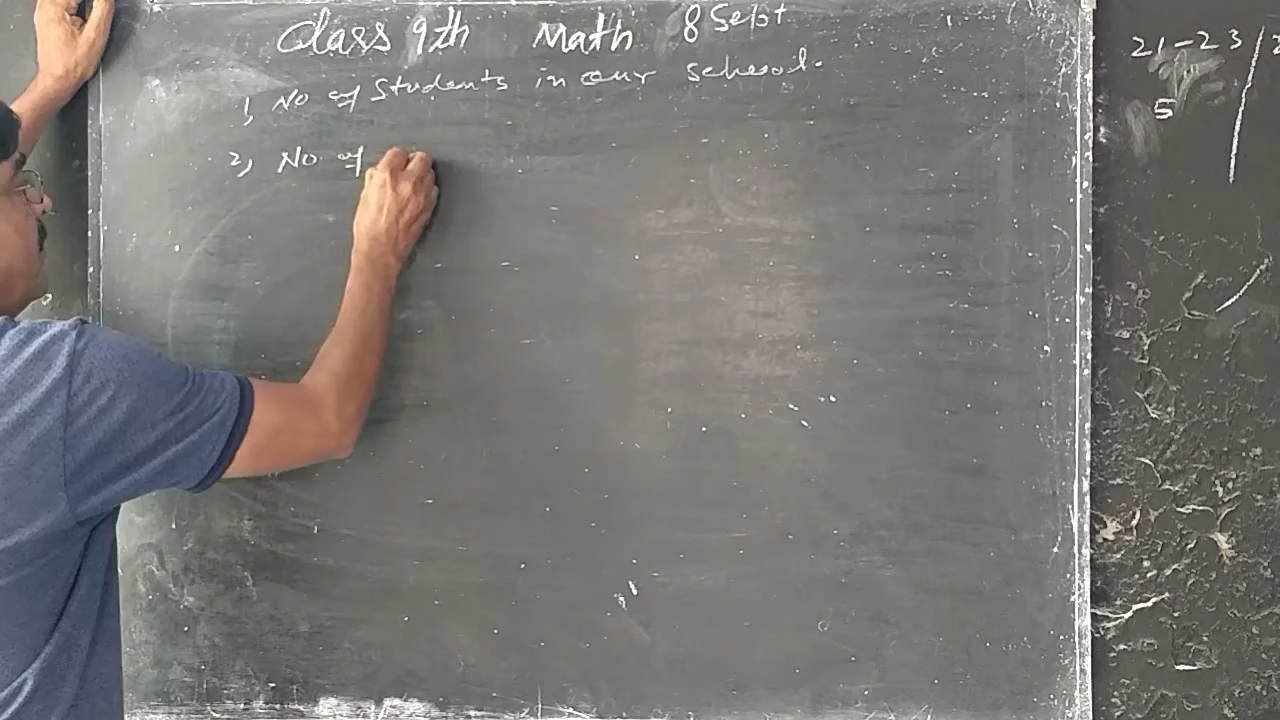 Class 9th Math 8 Sept
1, No of Students in our school.
2, No of
21-23
5